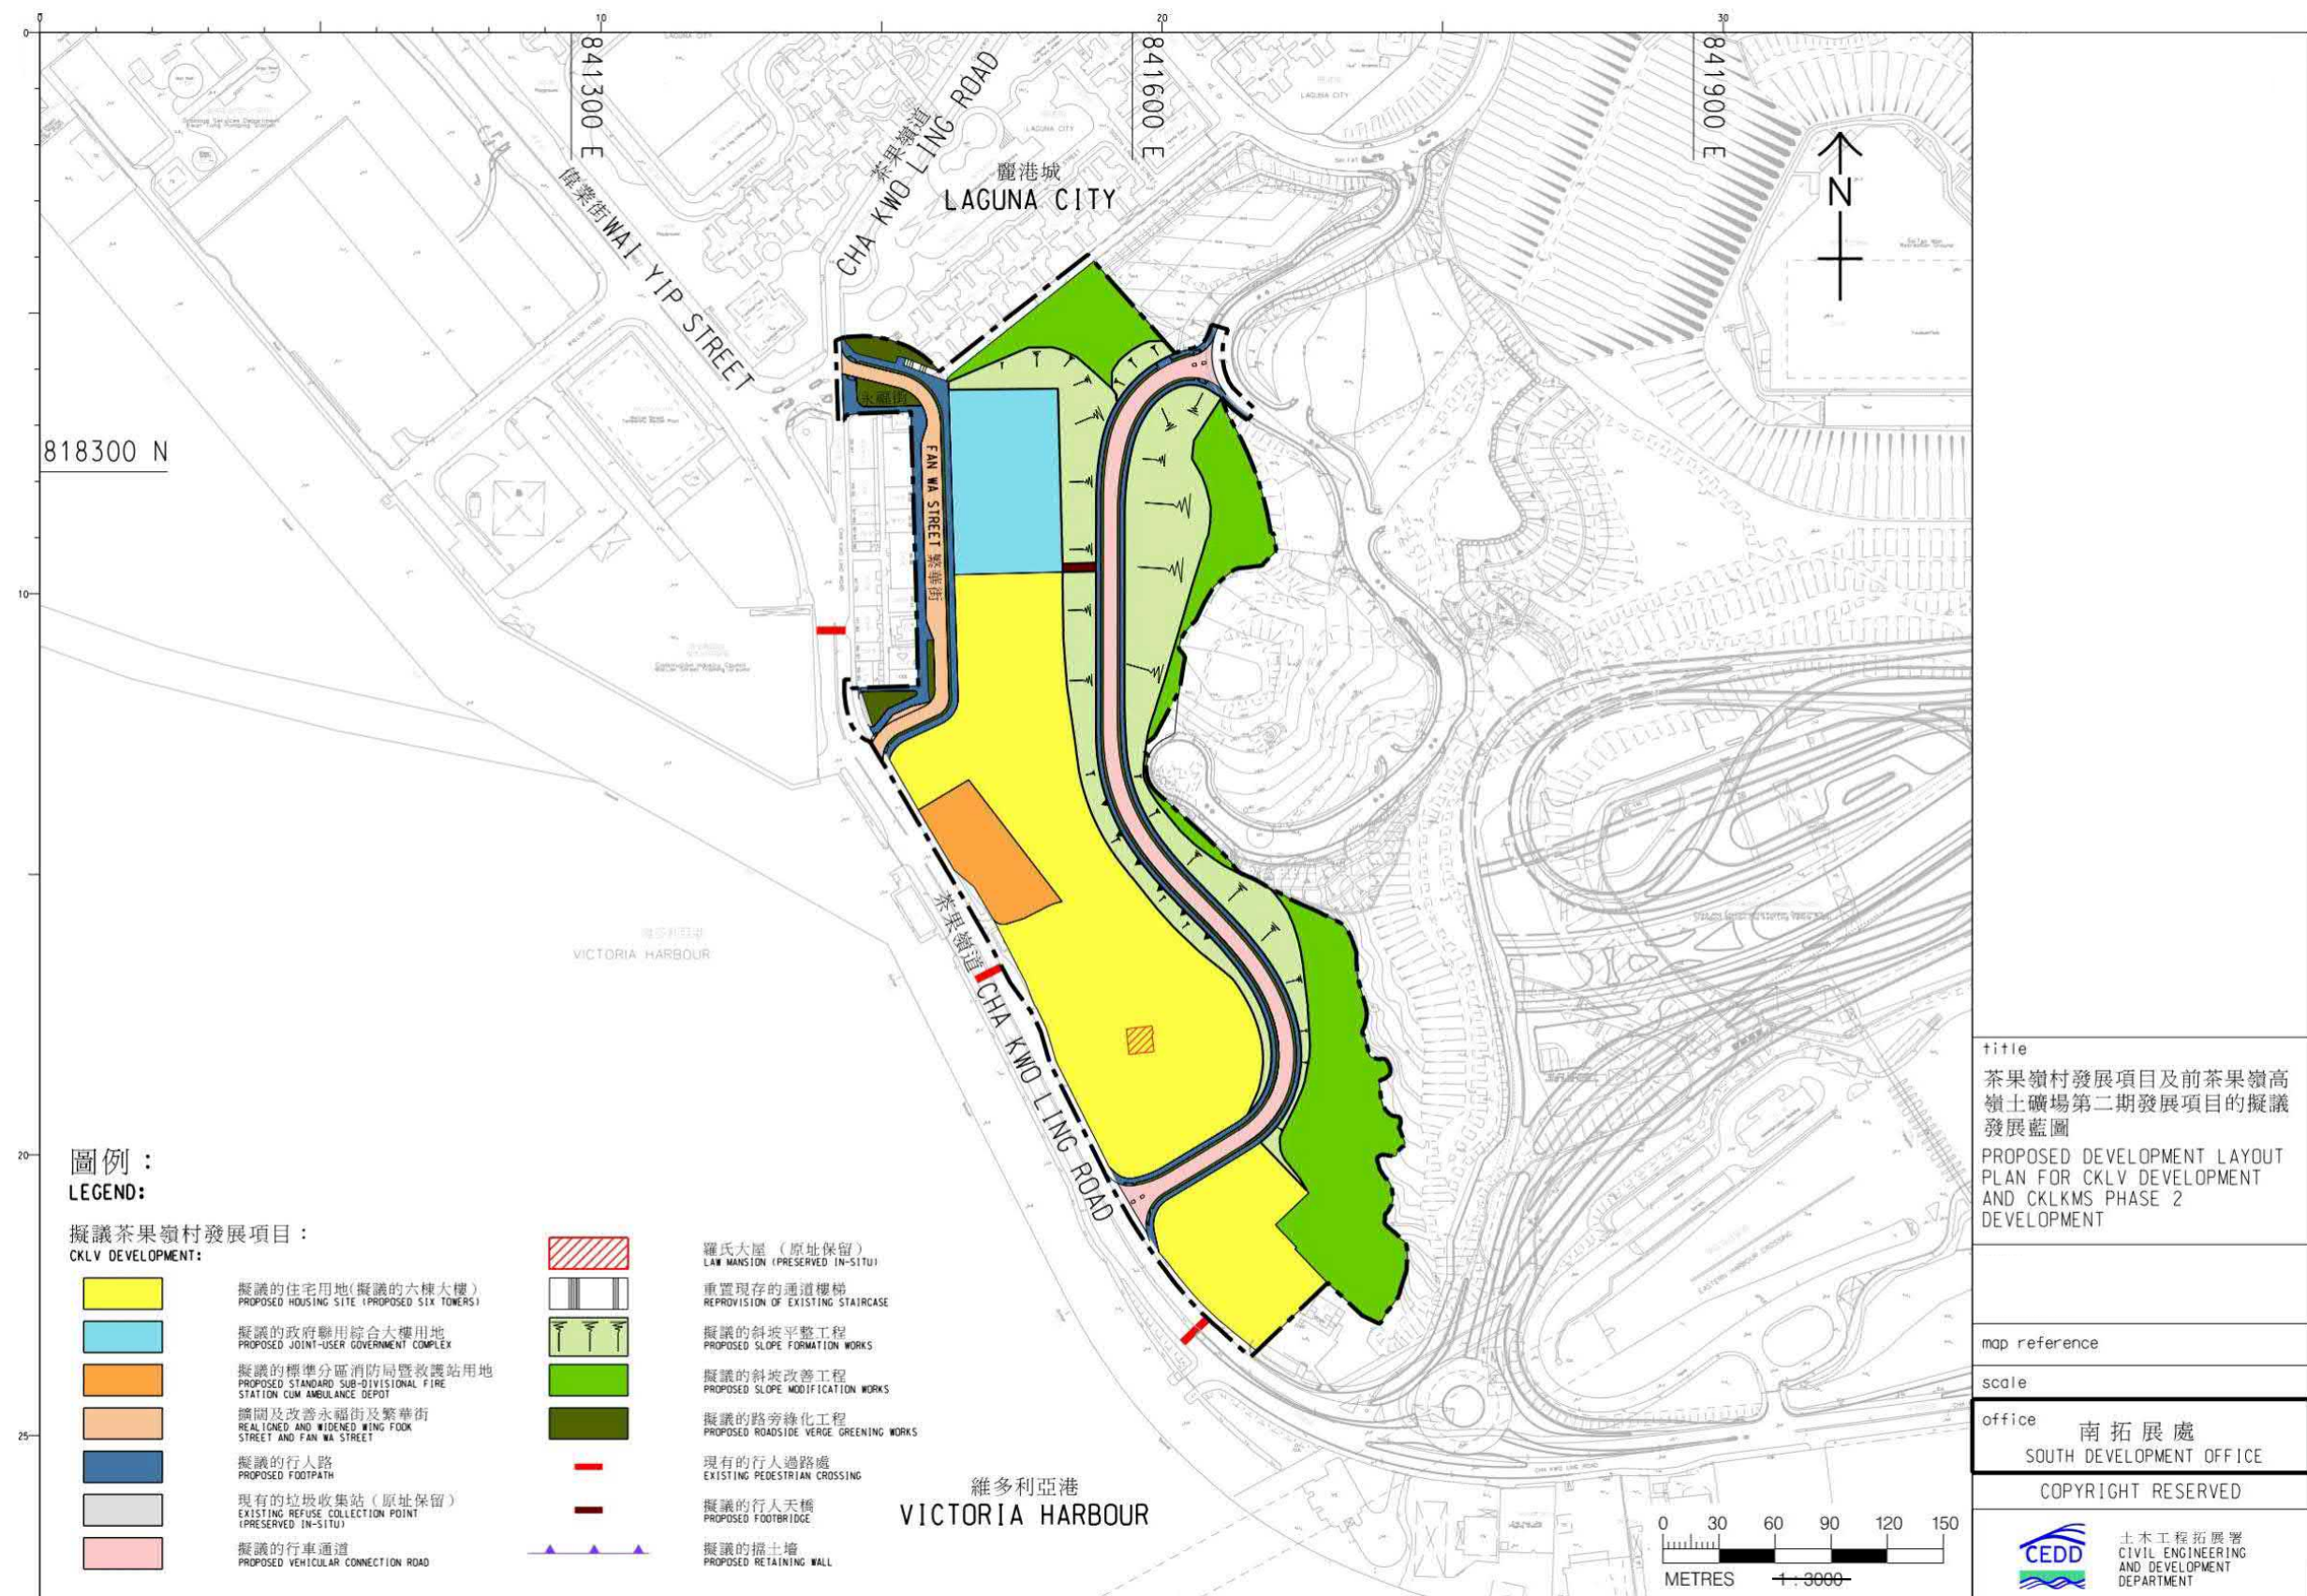 0
10
20
30
0
10
20
25
841300 E
841600 E
841900 E
818300 N
N
偉業街 WAI YIP STREET
茶果嶺道
CHA KWO LING ROAD
麗港城
LAGUNA CITY
LAGUNA CITY
LAGUNA CITY
LAGUNA CITY
永福街
FAN WA STREET 繁華街
茶果嶺道 CHA KWO LING ROAD
VICTORIA HARBOUR
維多利亞港
VICTORIA HARBOUR
EASTERN HARBOUR CROSSING
圖例：
LEGEND:
擬議茶果嶺村發展項目：
CKLV DEVELOPMENT:
擬議的住宅用地(擬議的六棟大樓)
PROPOSED HOUSING SITE (PROPOSED SIX TOWERS)
擬議的政府聯用綜合大樓用地
PROPOSED JOINT-USER GOVERNMENT COMPLEX
擬議的標準分區消防局暨救護站用地
PROPOSED STANDARD SUB-DIVISIONAL FIRE
STATION CUM AMBULANCE DEPOT
擴闊及改善永福街及繁華街
REALIGNED AND WIDENED WING FOOK
STREET AND FAN WA STREET
擬議的行人路
PROPOSED FOOTPATH
現有的垃圾收集站（原址保留）
EXISTING REFUSE COLLECTION POINT
(PRESERVED IN-SITU)
擬議的行車通道
PROPOSED VEHICULAR CONNECTION ROAD
羅氏大屋 （原址保留）
LAW MANSION (PRESERVED IN-SITU)
重置現存的通道樓梯
REPROVISION OF EXISTING STAIRCASE
擬議的斜坡平整工程
PROPOSED SLOPE FORMATION WORKS
擬議的斜坡改善工程
PROPOSED SLOPE MODIFICATION WORKS
擬議的路旁綠化工程
PROPOSED ROADSIDE VERGE GREENING WORKS
現有的行人過路處
EXISTING PEDESTRIAN CROSSING
擬議的行人天橋
PROPOSED FOOTBRIDGE
擬議的擋土墻
PROPOSED RETAINING WALL
0 30 60 90 120 150
METRES 1 : 3000
title
茶果嶺村發展項目及前茶果嶺高
嶺土礦場第二期發展項目的擬議
發展藍圖
PROPOSED DEVELOPMENT LAYOUT
PLAN FOR CKLV DEVELOPMENT
AND CKLKMS PHASE 2
DEVELOPMENT
map reference
scale
office
南拓展處
SOUTH DEVELOPMENT OFFICE
COPYRIGHT RESERVED
CEDD
土木工程拓展署
CIVIL ENGINEERING
AND DEVELOPMENT
DEPARTMENT